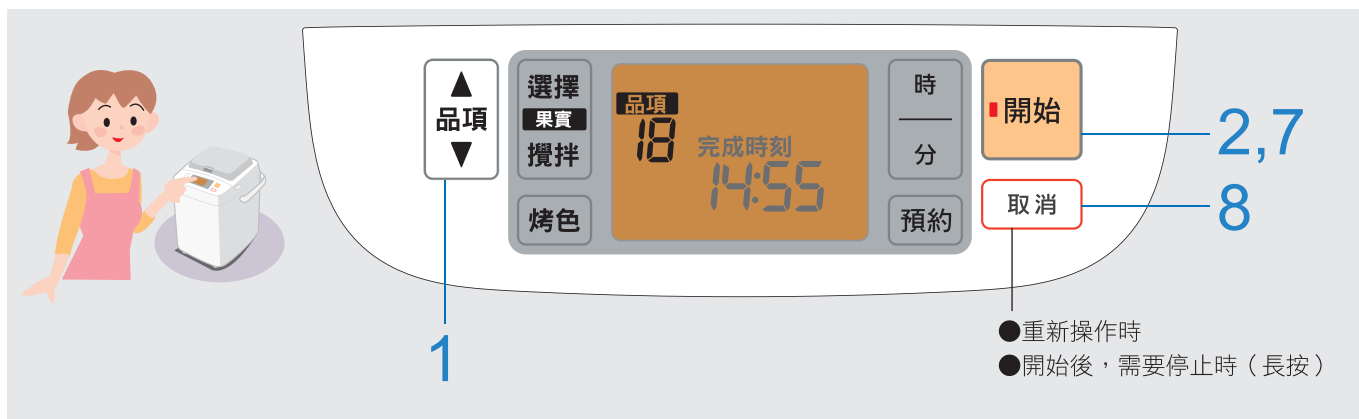 ▲
品項
▼
選擇
果實
攪拌
烤色
品項
18
完成時刻
14:55
時
分
預約
開始
取消
2,7
8
1
●重新操作時
●開始後，需要停止時（長按）